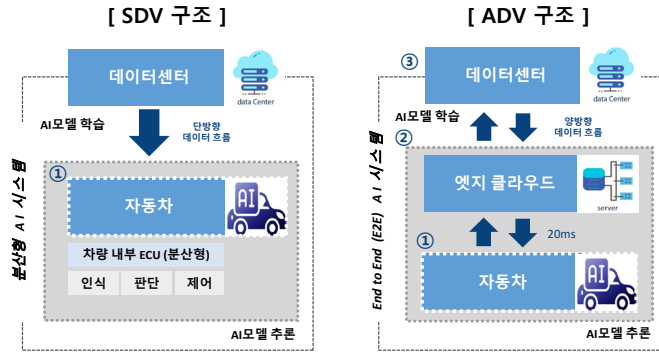 [ SDV 구조 ]
데이터센터
data Center
AI모델 학습
단방향
데이터 흐름
분산형 AI 시스템
①
자동차
AI
차량 내부 ECU (분산형)
인식
판단
제어
AI모델 추론
[ ADV 구조 ]
③
데이터센터
data Center
AI모델 학습
양방향
데이터 흐름
②
End to End (E2E) AI 시스템
엣지 클라우드
server
20ms
①
자동차
AI
AI모델 추론